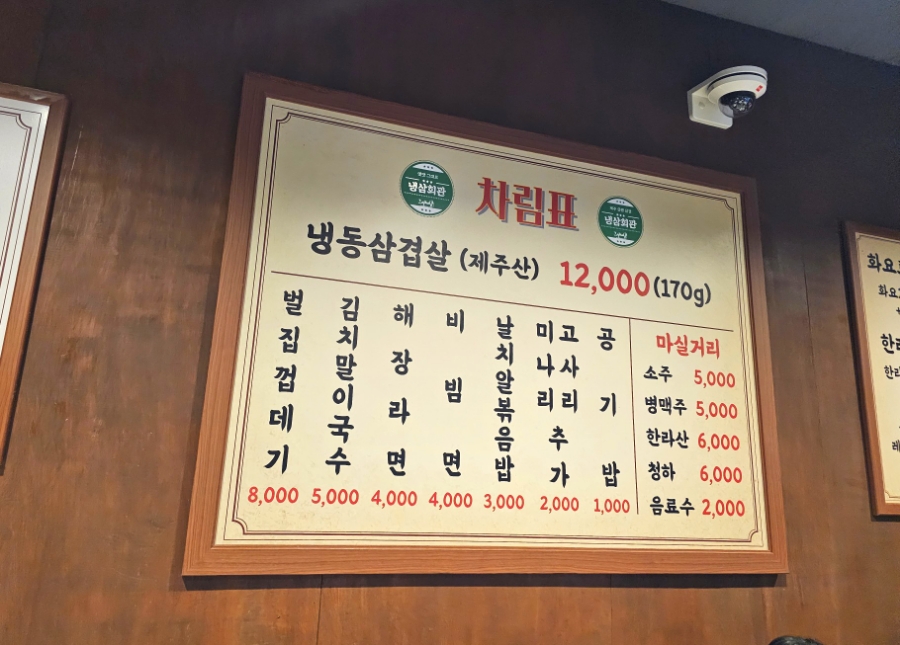 냉삼회관
차림표
냉삼회관
냉동삼겹살 (제주산) 12,000(170g)
벌집껍데기 8,000
김치말이국수 5,000
해장라면 4,000
비빔면 4,000
날치알볶음밥 3,000
미나리 고사리 추가 2,000
공기밥 1,000
마실거리
소주 5,000
병맥주 5,000
한라산 6,000
청하 6,000
음료수 2,000
화요
한라